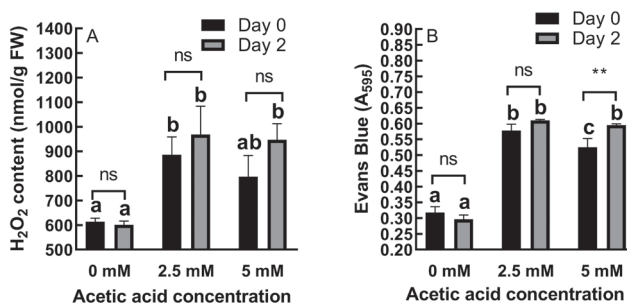 A
Day 0
Day 2
H₂O₂ content (nmol/g FW)
1400
1300
1200
1100
1000
900
800
700
600
500
ns
ns
ns
a
a
b
b
ab
b
0 mM
2.5 mM
5 mM
Acetic acid concentration
B
Day 0
Day 2
Evans Blue (A₅₉₅)
0.90
0.85
0.80
0.75
0.70
0.65
0.60
0.55
0.50
0.45
0.40
0.35
0.30
0.25
0.20
ns
ns
**
a
a
b
b
c
b
0 mM
2.5 mM
5 mM
Acetic acid concentration